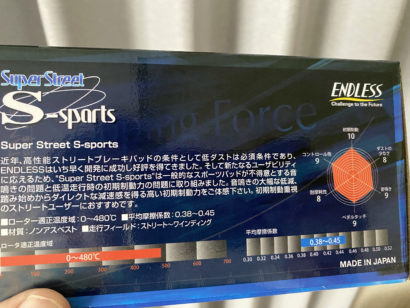 Super Street
S-sports
ENDLESS
Challenge to the Future
Super Street S-sports
近年、高性能ストリートブレーキパッドの条件として低ダストは必須条件であり、
ENDLESSはいち早く開発に成功し好評を得てきました。そして新たなるユーザビリティ
に応えるため、"Super Street S-sports"は一般的なスポーツパッドが不得意とする音
鳴きの問題と低温走行時の初期制動力の問題に取り組みました。音鳴きの大幅な低減、
踏み始めからダイレクトな減速度を得る高い初期制動力をご体感下さい。初期制動重視
のストリートユーザーにおすすめです。
■ローター適正温度域:0~480℃ ■平均摩擦係数:0.38~0.45
■材質:ノンアスベスト ■走行フィールド:ストリート~ワインディング
ロータ適正温度域
0~480℃
平均摩擦係数
0.38~0.45
初期制動
10
コントロール性
9
ダストの
少なさ
8
耐摩耗性
8
音鳴き
9
ペダルタッチ
9
MADE IN JAPAN